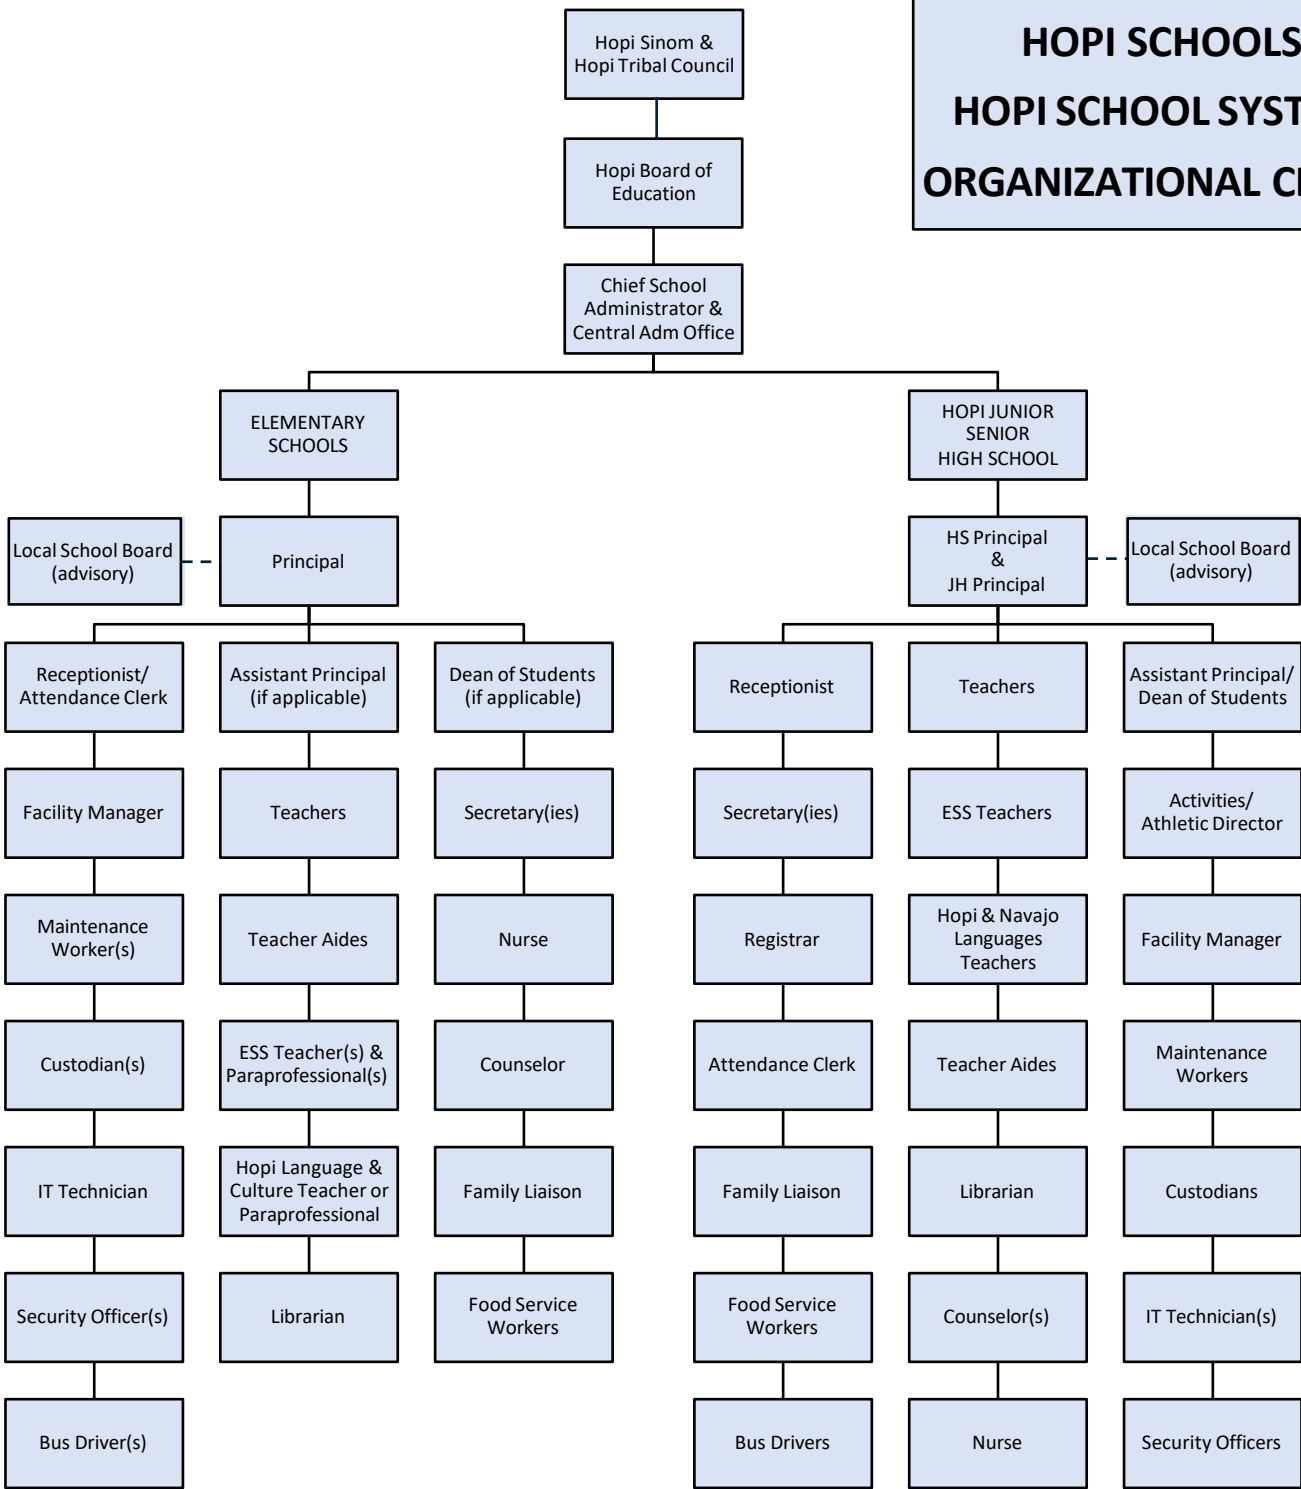 Hopi Sinom &
Hopi Tribal Council
HOPI SCHOOLS
HOPI SCHOOL
ORGANIZATIONAL
Hopi Board of
Education
Chief School
Administrator &
Central Adm Office
ELEMENTARY
SCHOOLS
HOPI JUNIOR
SENIOR
HIGH SCHOOL
Local School Board
(advisory)
Principal
HS Principal
&
JH Principal
Local School Board
(advisory)
Receptionist/
Attendance Clerk
Assistant Principal
(if applicable)
Dean of Students
(if applicable)
Receptionist
Teachers
Assistant Principal/
Dean of Students
Facility Manager
Teachers
Secretary(ies)
Secretary(ies)
ESS Teachers
Activities/
Athletic Director
Maintenance
Worker(s)
Teacher Aides
Nurse
Registrar
Hopi & Navajo
Languages
Teachers
Facility Manager
Custodian(s)
ESS Teacher(s) &
Paraprofessional(s)
Counselor
Attendance Clerk
Teacher Aides
Maintenance
Workers
IT Technician
Hopi Language &
Culture Teacher or
Paraprofessional
Family Liaison
Family Liaison
Librarian
Custodians
Security Officer(s)
Librarian
Food Service
Workers
Food Service
Workers
Counselor(s)
IT Technician(s)
Bus Driver(s)
Bus Drivers
Nurse
Security Officers